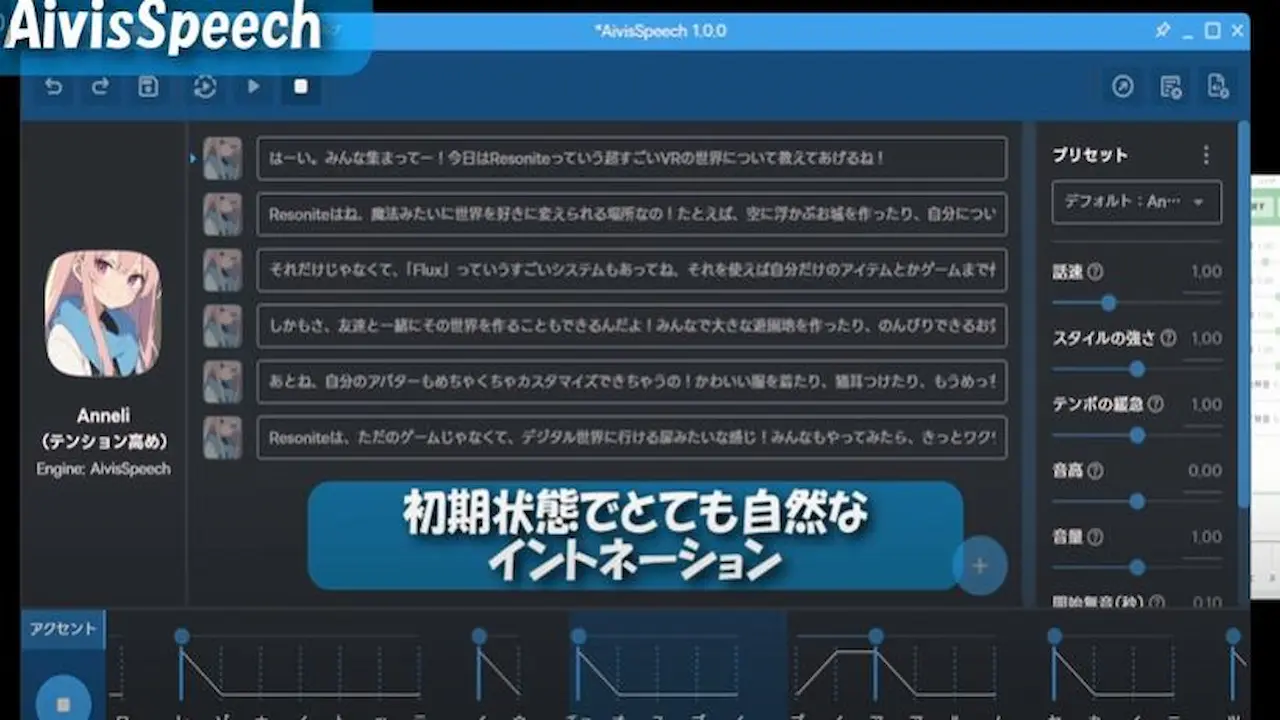 AivisSpeech
*AivisSpeech 1.0.0
はーい。みんな集まってー！今日はResoniteっていう超すごいVRの世界について教えてあげるね！
Resoniteはね、魔法みたいに世界を好きに変えられる場所なの！たとえば、空に浮かぶお城を作ったり、自分につい
それだけじゃなくて、「Flux」っていうすごいシステムもあってね、それを使えば自分だけのアイテムとかゲームまで
しかもさ、友達と一緒にその世界を作ることもできるんだよ！みんなで大きな遊園地を作ったり、のんびりできるお
あとね、自分のアバターもめちゃくちゃカスタマイズできちゃうの！かわいい服を着たり、猫耳つけたり、もうめっ
Resoniteは、ただのゲームじゃなくて、デジタル世界に行ける扉みたいな感じ！みんなもやってみたら、きっとワク
Anneli
（テンション高め）
Engine: AivisSpeech
プリセット
デフォルト：An…
話速 1.00
スタイルの強さ 1.00
テンポの緩急 1.00
音高 0.00
音量 1.00
開始無音(秒) 0.10
初期状態でとても自然な
イントネーション
アクセント